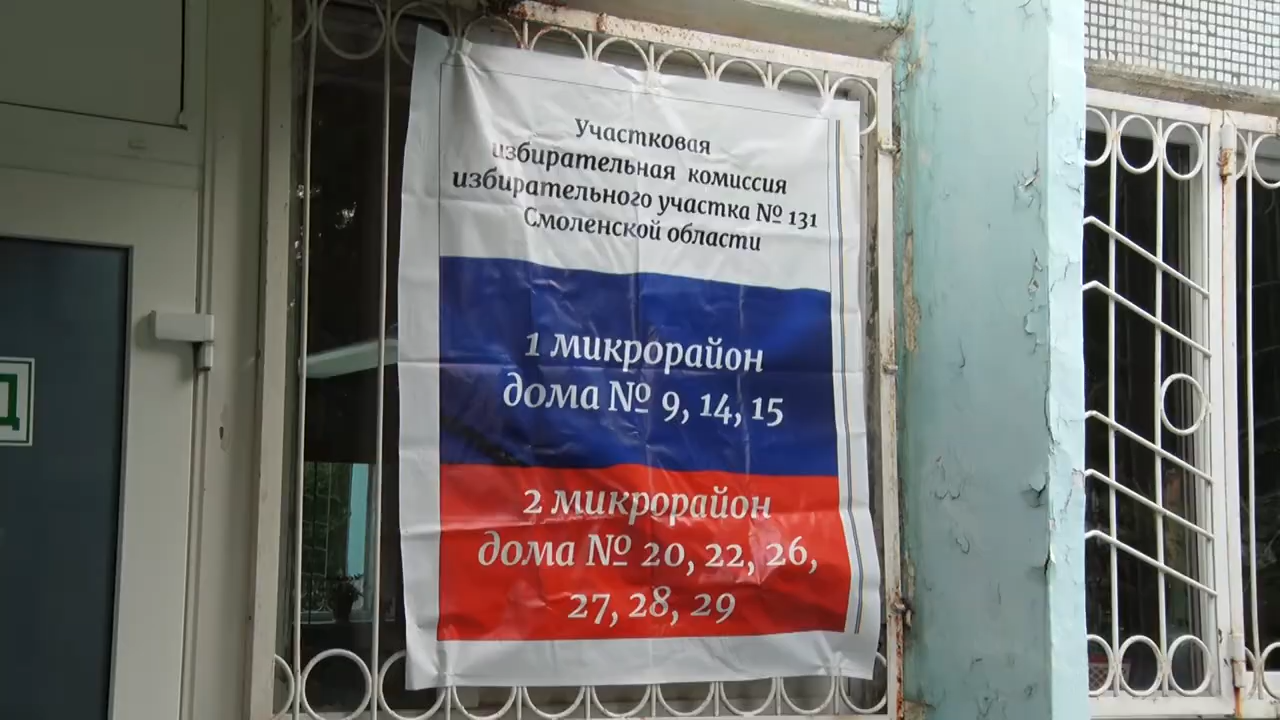 Участковая
избирательная комиссия
избирательного участка № 131
Смоленской области
1 микрорайон
дома № 9, 14, 15
2 микрорайон
дома № 20, 22, 26,
27, 28, 29